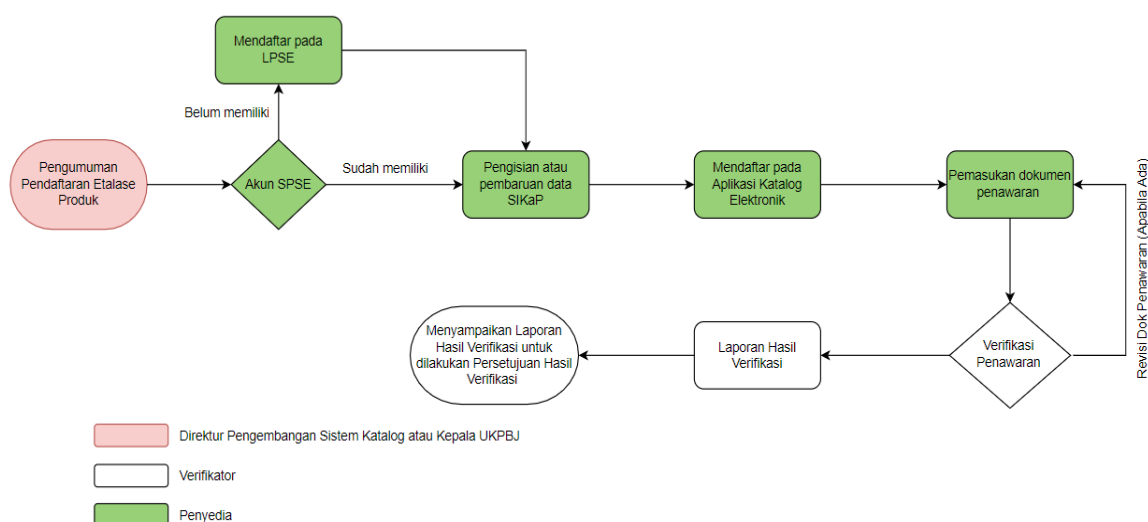 Mendaftar pada
LPSE
Belum memiliki
Pengumuman
Pendaftaran Etalase
Produk
Akun SPSE
Sudah memiliki
Pengisian atau
pembaruan data
SIKaP
Mendaftar pada
Aplikasi Katalog
Elektronik
Pemasukan dokumen
penawaran
Revisi Dok Penawaran (Apabila Ada)
Verifikasi
Penawaran
Laporan Hasil
Verifikasi
Menyampaikan Laporan
Hasil Verifikasi untuk
dilakukan Persetujuan Hasil
Verifikasi
Direktur Pengembangan Sistem Katalog atau Kepala UKPBJ
Verifikator
Penyedia